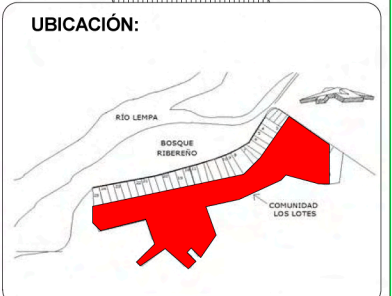 UBICACIÓN:
RÍO LEMPA
BOSQUE
RIBEREÑO
COMUNIDAD
LOS LOTES